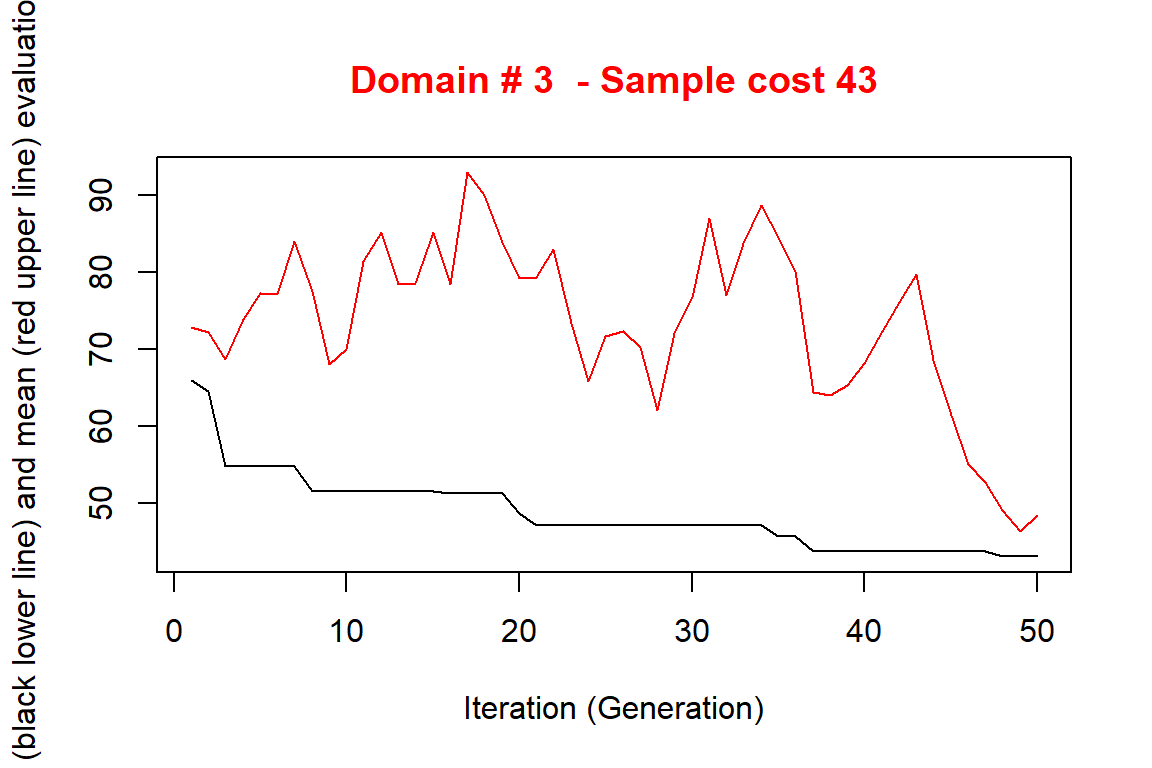 Domain # 3  - Sample cost 43
(black lower line) and mean (red upper line) evaluatio
90
80
70
60
50
0 10 20 30 40 50
Iteration (Generation)